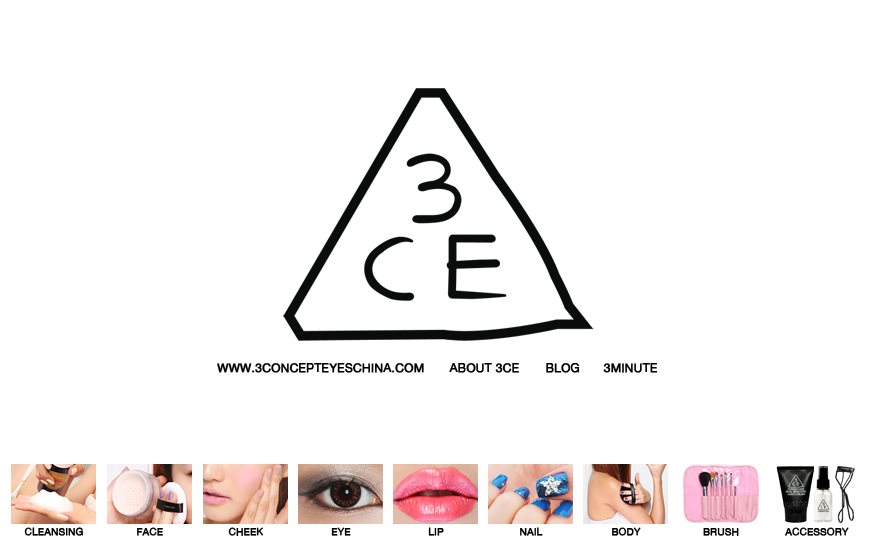 3
CE
WWW.3CONCEPTEYESCHINA.COM ABOUT 3CE BLOG 3MINUTE
CLEANSING FACE CHEEK EYE LIP NAIL BODY BRUSH ACCESSORY